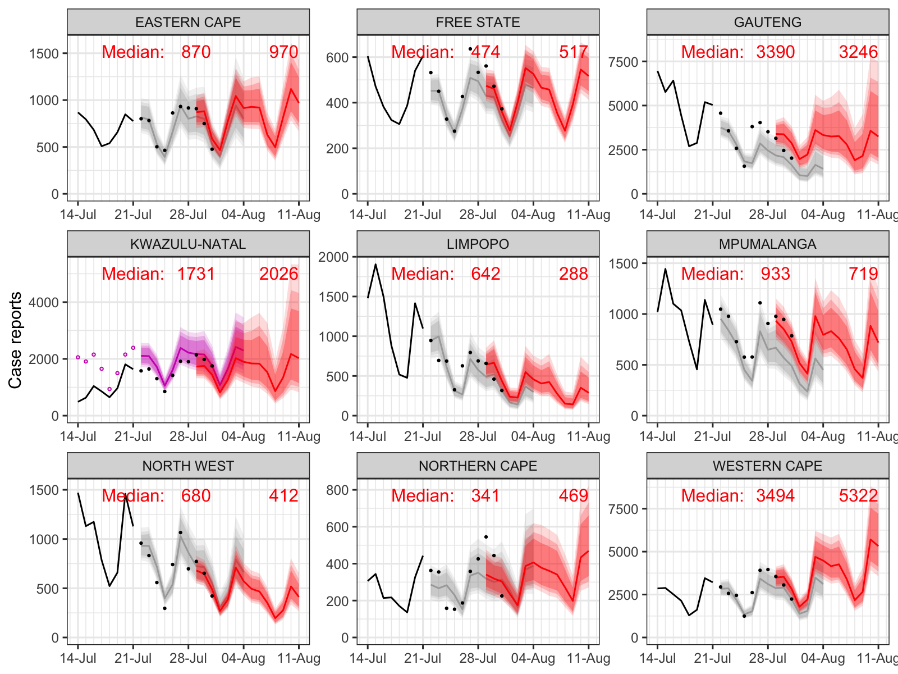 EASTERN CAPE
Median: 870 970
1500
1000
500
0
14-Jul 21-Jul 28-Jul 04-Aug 11-Aug
FREE STATE
Median: 474 517
600
400
200
0
14-Jul 21-Jul 28-Jul 04-Aug 11-Aug
GAUTENG
Median: 3390 3246
7500
5000
2500
0
14-Jul 21-Jul 28-Jul 04-Aug 11-Aug
Case reports
KWAZULU-NATAL
Median: 1731 2026
4000
2000
0
14-Jul 21-Jul 28-Jul 04-Aug 11-Aug
LIMPOPO
Median: 642 288
2000
1500
1000
500
0
14-Jul 21-Jul 28-Jul 04-Aug 11-Aug
MPUMALANGA
Median: 933 719
1500
1000
500
0
14-Jul 21-Jul 28-Jul 04-Aug 11-Aug
NORTH WEST
Median: 680 412
1500
1000
500
0
14-Jul 21-Jul 28-Jul 04-Aug 11-Aug
NORTHERN CAPE
Median: 341 469
800
600
400
200
0
14-Jul 21-Jul 28-Jul 04-Aug 11-Aug
WESTERN CAPE
Median: 3494 5322
7500
5000
2500
0
14-Jul 21-Jul 28-Jul 04-Aug 11-Aug